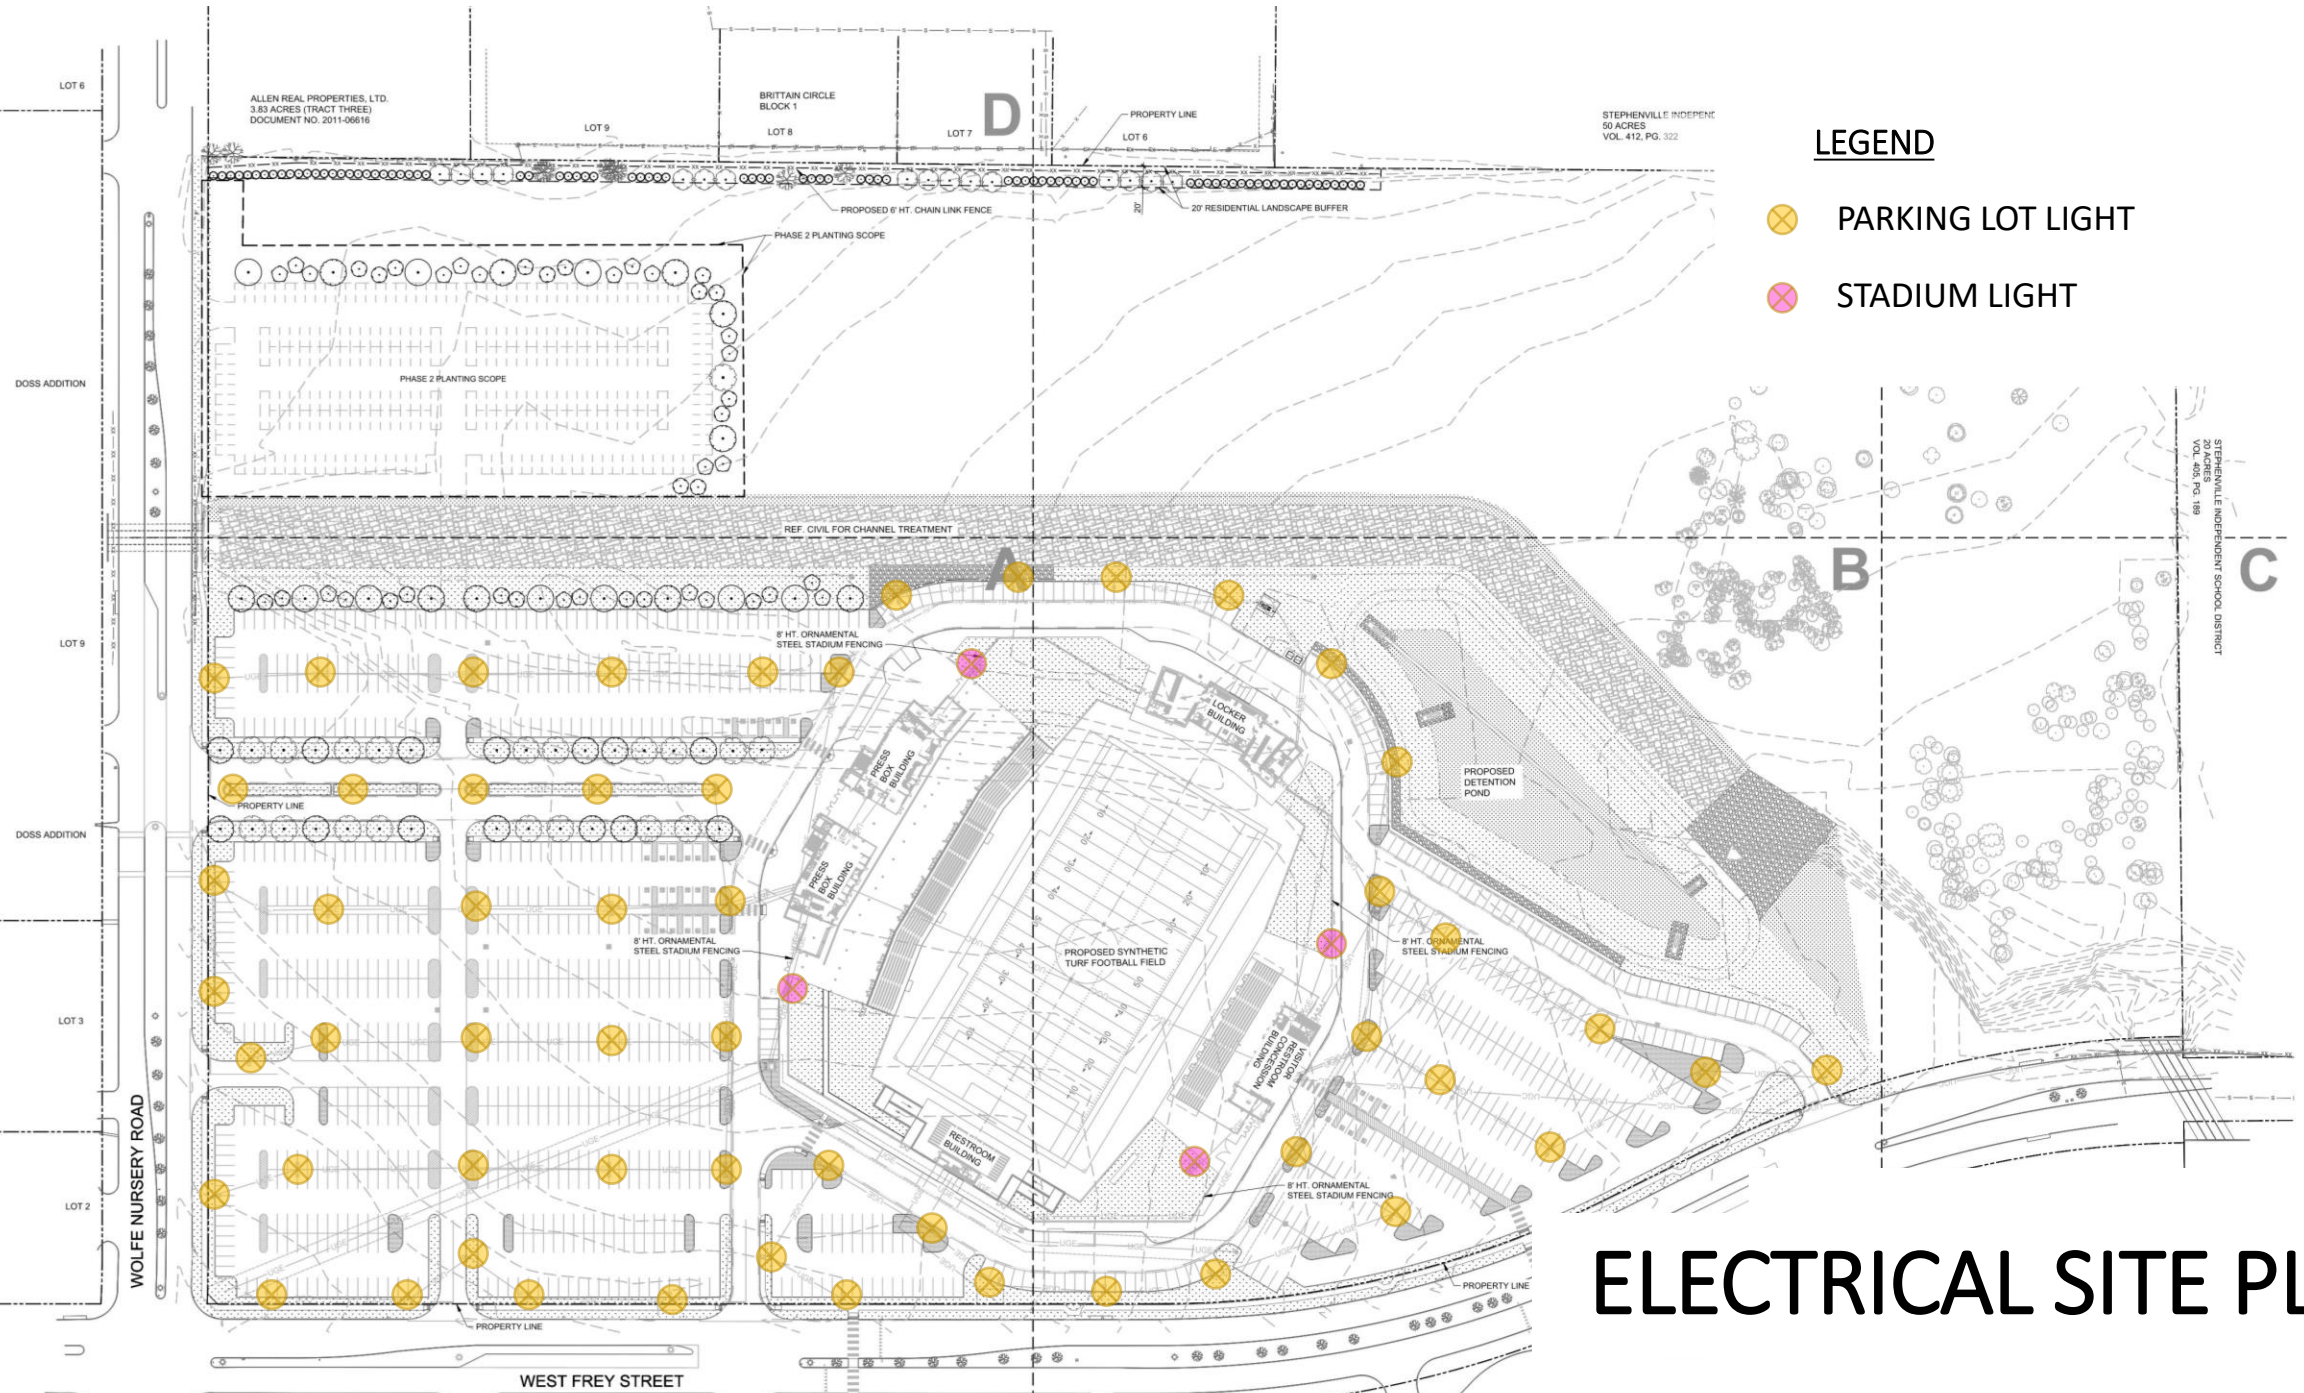 LOT 6
ALLEN REAL PROPERTIES, LTD.
3.83 ACRES (TRACT THREE)
DOCUMENT NO. 2011-06616
LOT 9
BRITTAIN CIRCLE
BLOCK 1
LOT 8
LOT 7
D
PROPERTY LINE
LOT 6
STEPHENVILLE INDEPEND
50 ACRES
VOL. 412, PG. 322
LEGEND
PARKING LOT LIGHT
STADIUM LIGHT
PROPOSED 6' HT. CHAIN LINK FENCE
20'
20' RESIDENTIAL LANDSCAPE BUFFER
PHASE 2 PLANTING SCOPE
DOSS ADDITION
PHASE 2 PLANTING SCOPE
STEPHENVILLE INDEPENDENT SCHOOL DISTRICT
20 ACRES
VOL. 405, PG. 189
REF. CIVIL FOR CHANNEL TREATMENT
A
B
C
LOT 9
8' HT. ORNAMENTAL
STEEL STADIUM FENCING
LOCKER
BUILDING
PRESS
BOX
BUILDING
PROPOSED
DETENTION
POND
PROPERTY LINE
DOSS ADDITION
PRESS
BOX
BUILDING
8' HT. ORNAMENTAL
STEEL STADIUM FENCING
PROPOSED SYNTHETIC
TURF FOOTBALL FIELD
8' HT. ORNAMENTAL
STEEL STADIUM FENCING
LOT 3
VISITOR
RESTROOM
CONCESSION
BUILDING
RESTROOM
BUILDING
WOLFE NURSERY ROAD
LOT 2
8' HT. ORNAMENTAL
STEEL STADIUM FENCING
PROPERTY LINE
PROPERTY LINE
ELECTRICAL SITE PL
WEST FREY STREET